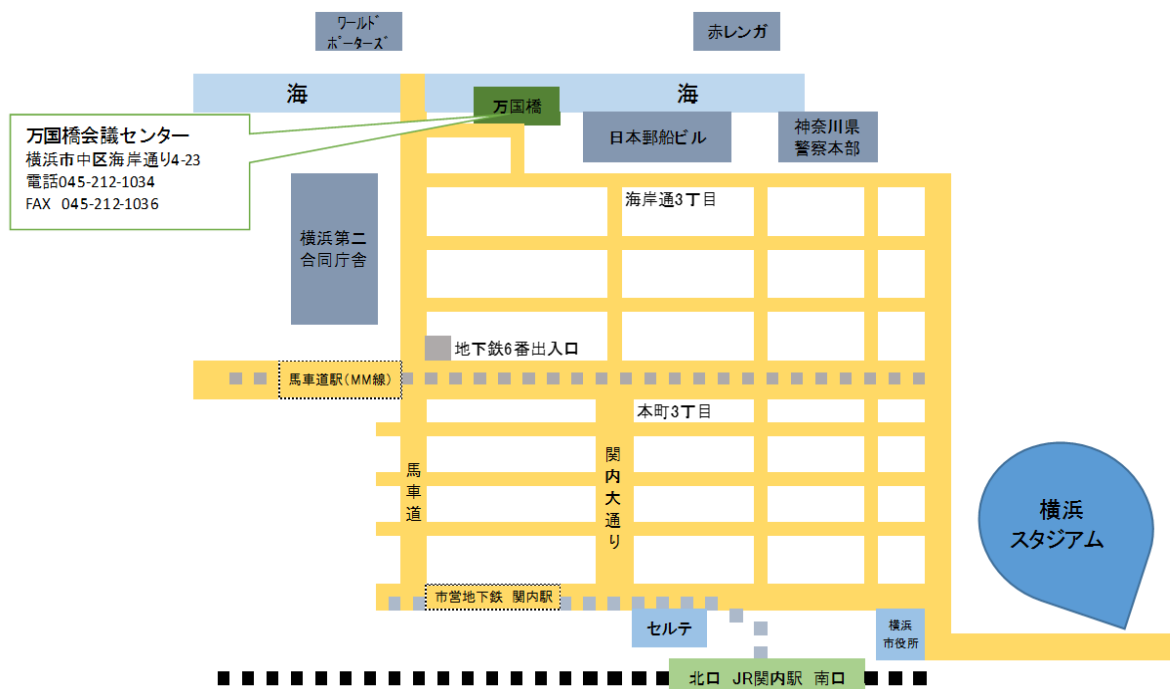 ワールド
ポーターズ
赤レンガ
海
海
万国橋
万国橋会議センター
横浜市中区海岸通り4-23
電話045-212-1034
FAX 045-212-1036
日本郵船ビル
神奈川県
警察本部
海岸通3丁目
横浜第二
合同庁舎
地下鉄6番出入口
馬車道駅(MM線)
本町3丁目
馬車道
関内大通り
横浜
スタジアム
市営地下鉄 関内駅
セルテ
横浜
市役所
北口 JR関内駅 南口